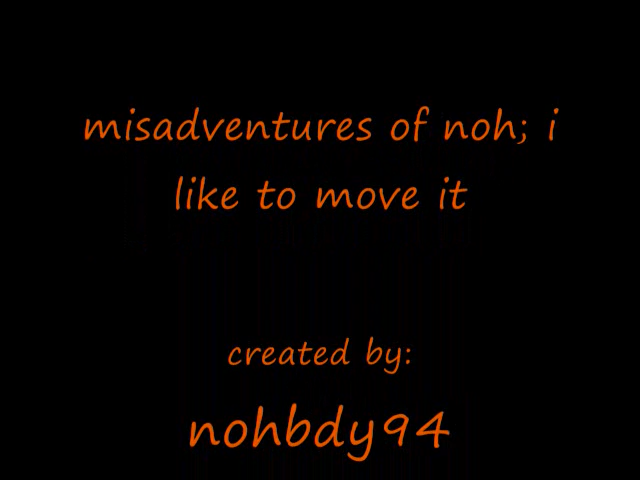 misadventures of noh; i
like to move it
created by:
nohbdy94